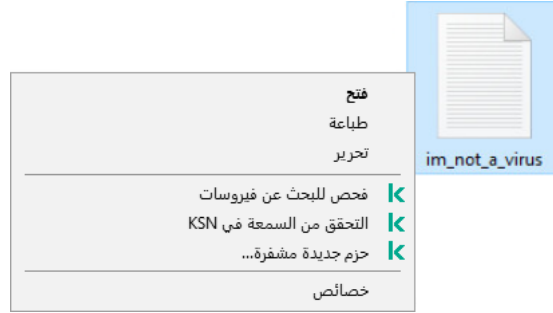 فتح
طباعة
تحرير
im_not_a_virus
فحص للبحث عن فيروسات
التحقق من السمعة في KSN
حزم جديدة مشفرة...
خصائص